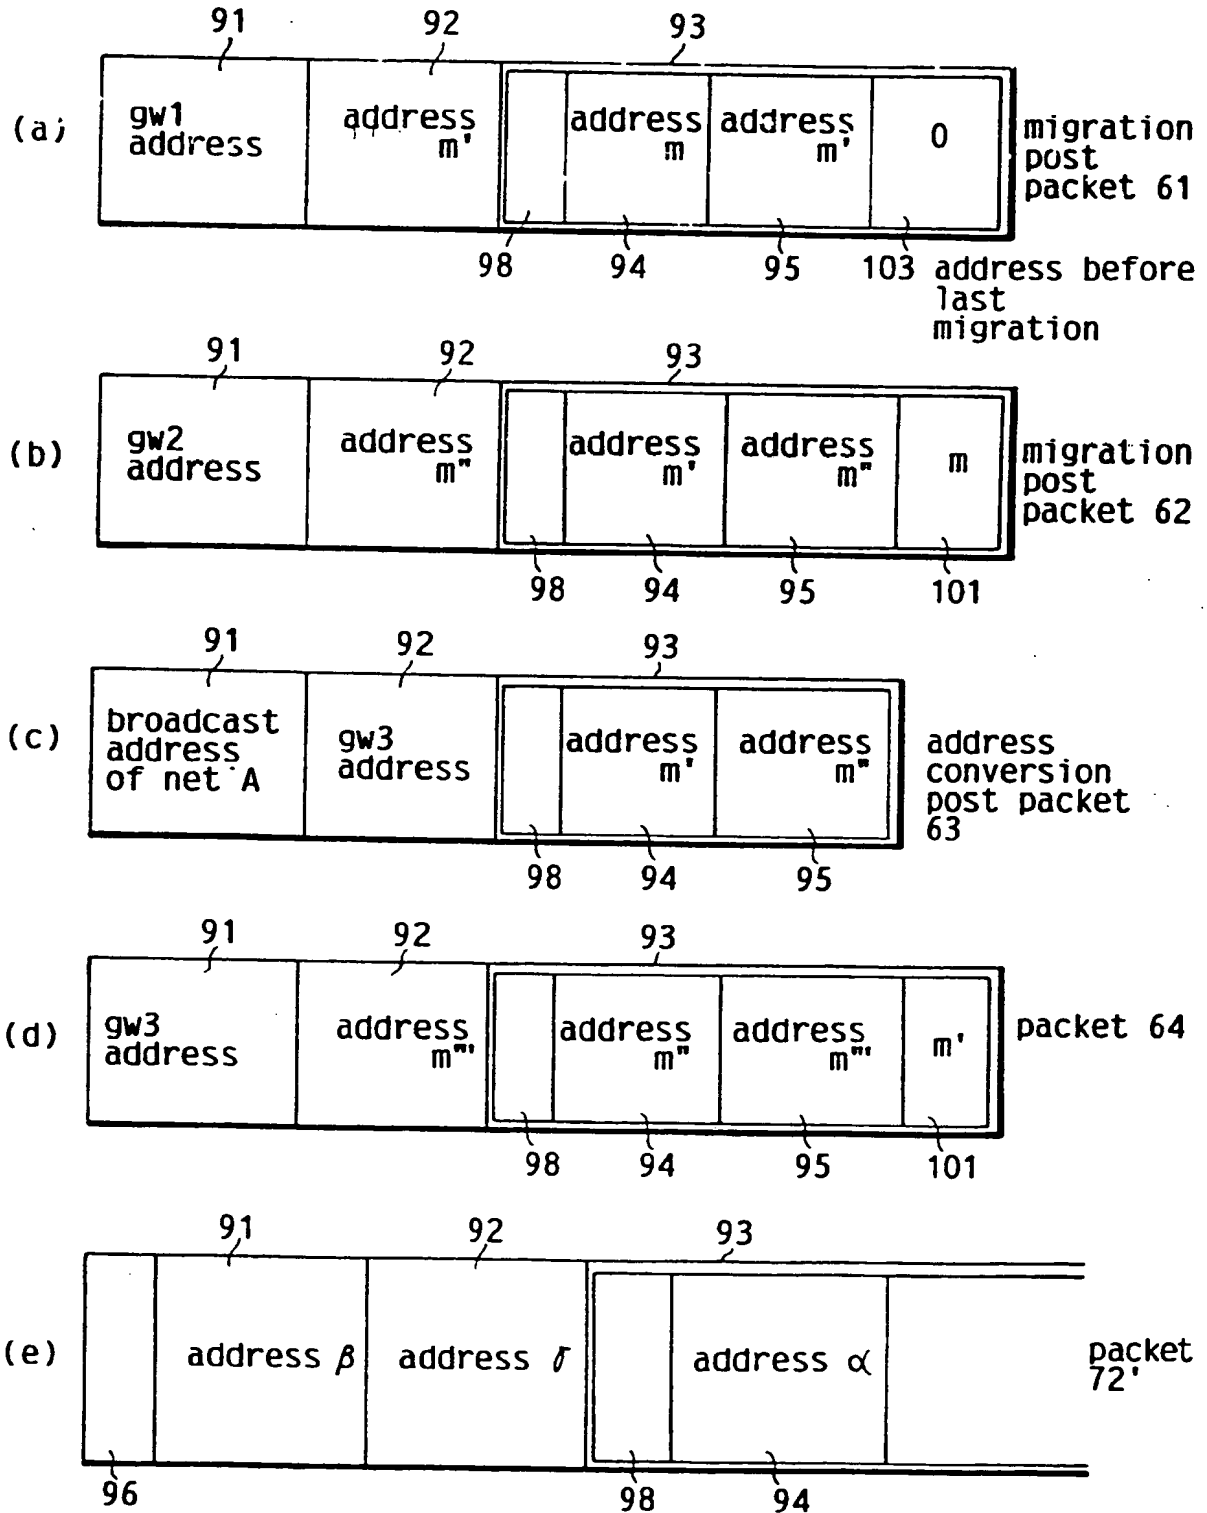 91 92 93
(a) gw1 address address m' address m address m' 0 migration post packet 61
98 94 95 103 address before last migration
91 92 93
(b) gw2 address address m" address m' address m" m migration post packet 62
98 94 95 101
91 92 93
(c) broadcast address of net A gw3 address address m' address m" address conversion post packet 63
98 94 95
91 92 93
(d) gw3 address address m"' address m" address m"' m' packet 64
98 94 95 101
91 92 93
(e) address β address γ address α packet 72'
96 98 94